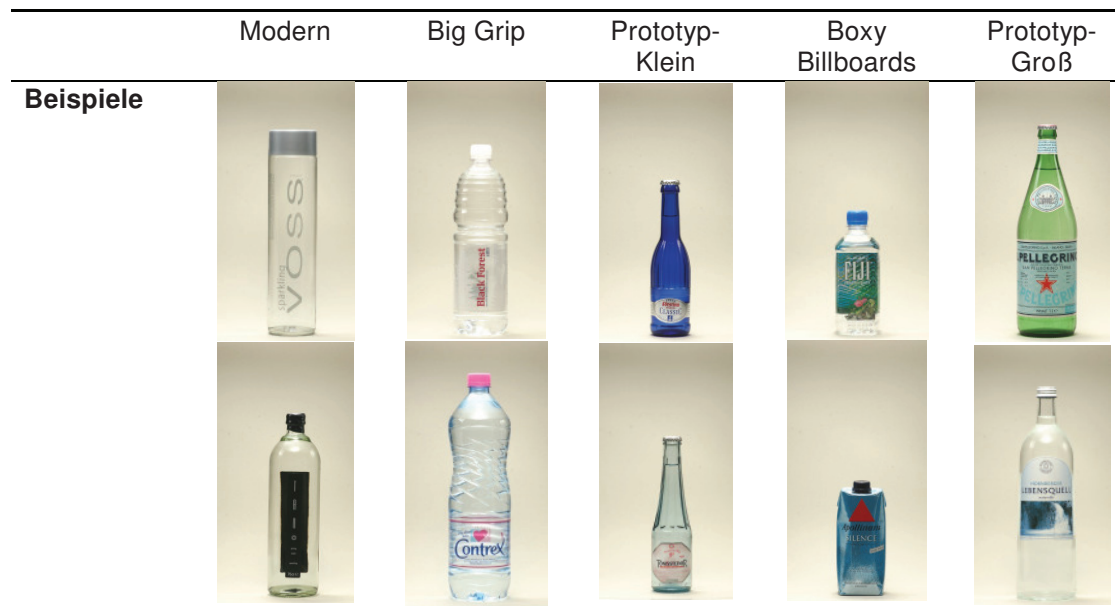 Modern
Big Grip
Prototyp-
Klein
Boxy
Billboards
Prototyp-
Groß
Beispiele
sparkling
VOSS
Black Forest
CLASSIC
FIJI
S.PELLEGRINO
S.PELLEGRINO
Contrex
SILENCE
LEBENSQUELL